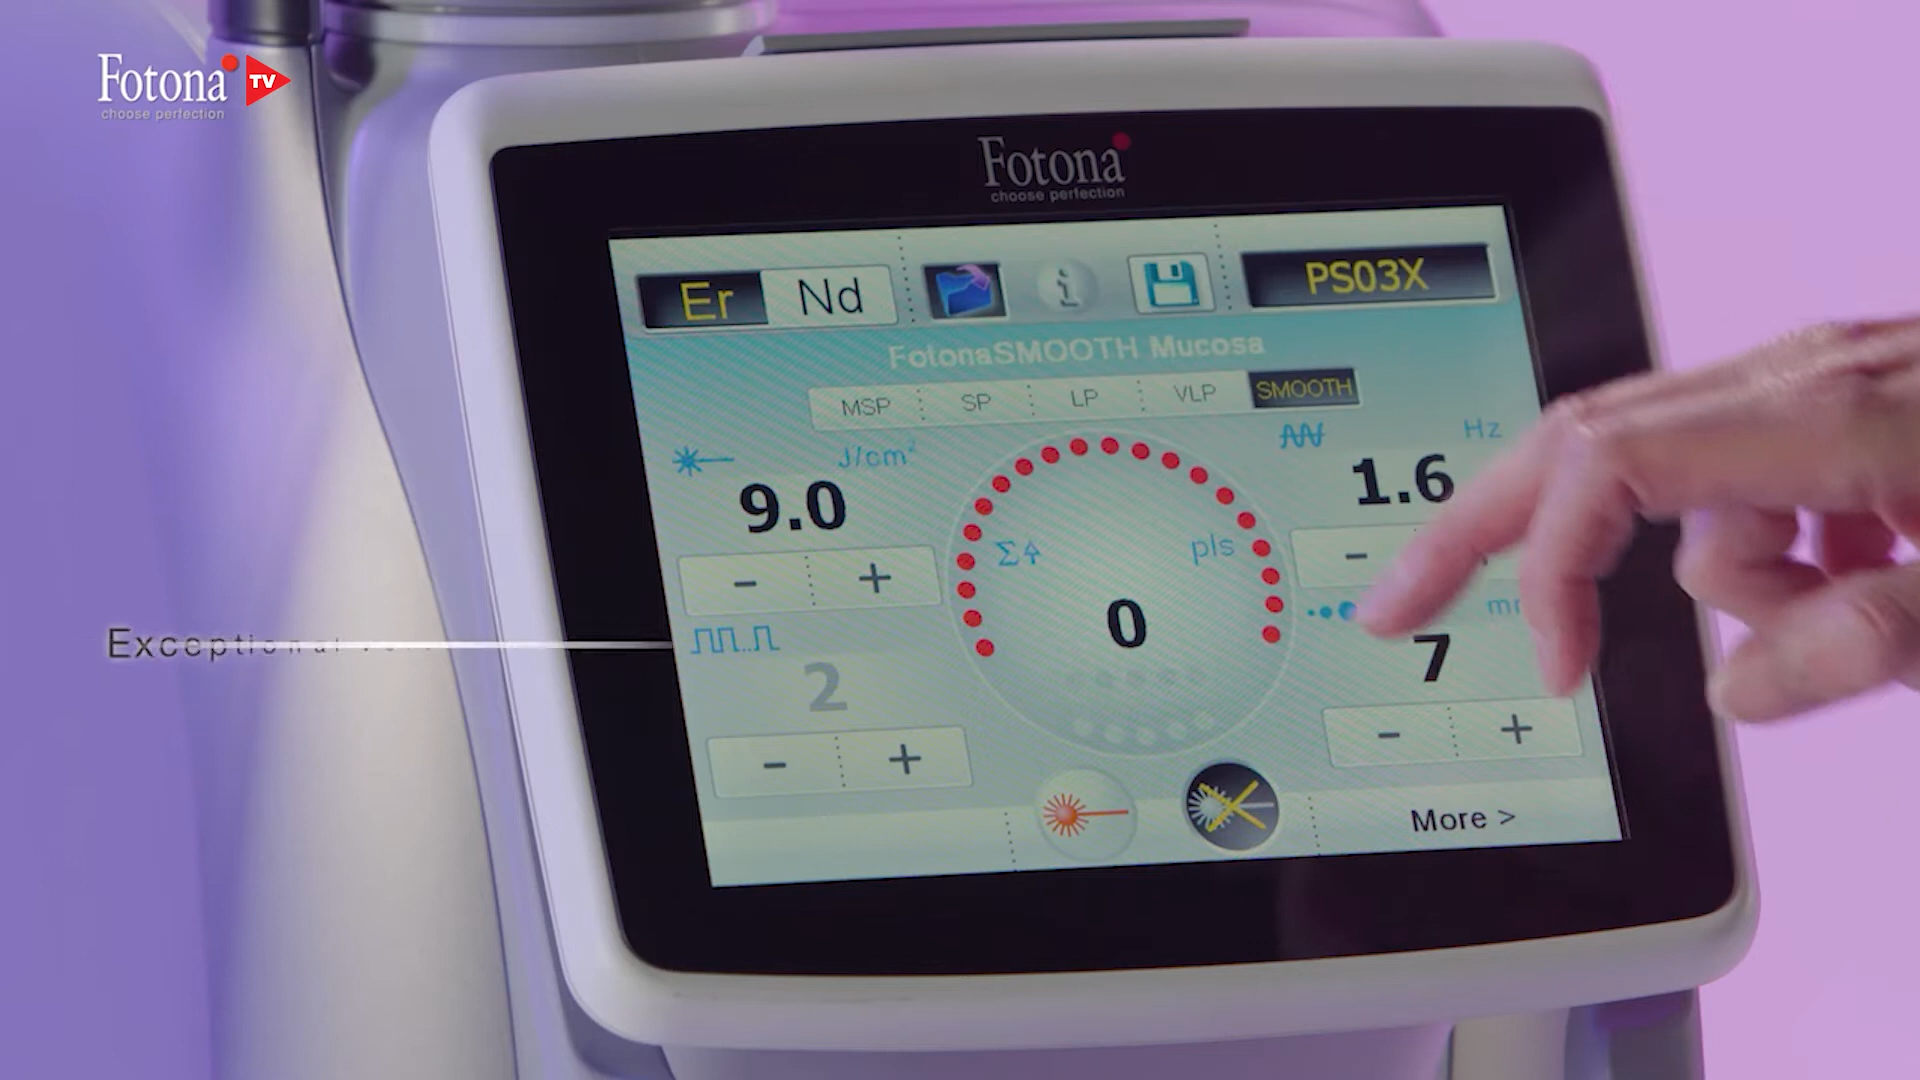 Fotona TV
choose perfection
Fotona
choose perfection
Er Nd i PS03X
FotonaSMOOTH Mucosa
MSP SP LP VLP SMOOTH
J/cm² Hz
9.0 1.6
Σ pls
- + -
0
Exceptional
2 7
- + - +
More >